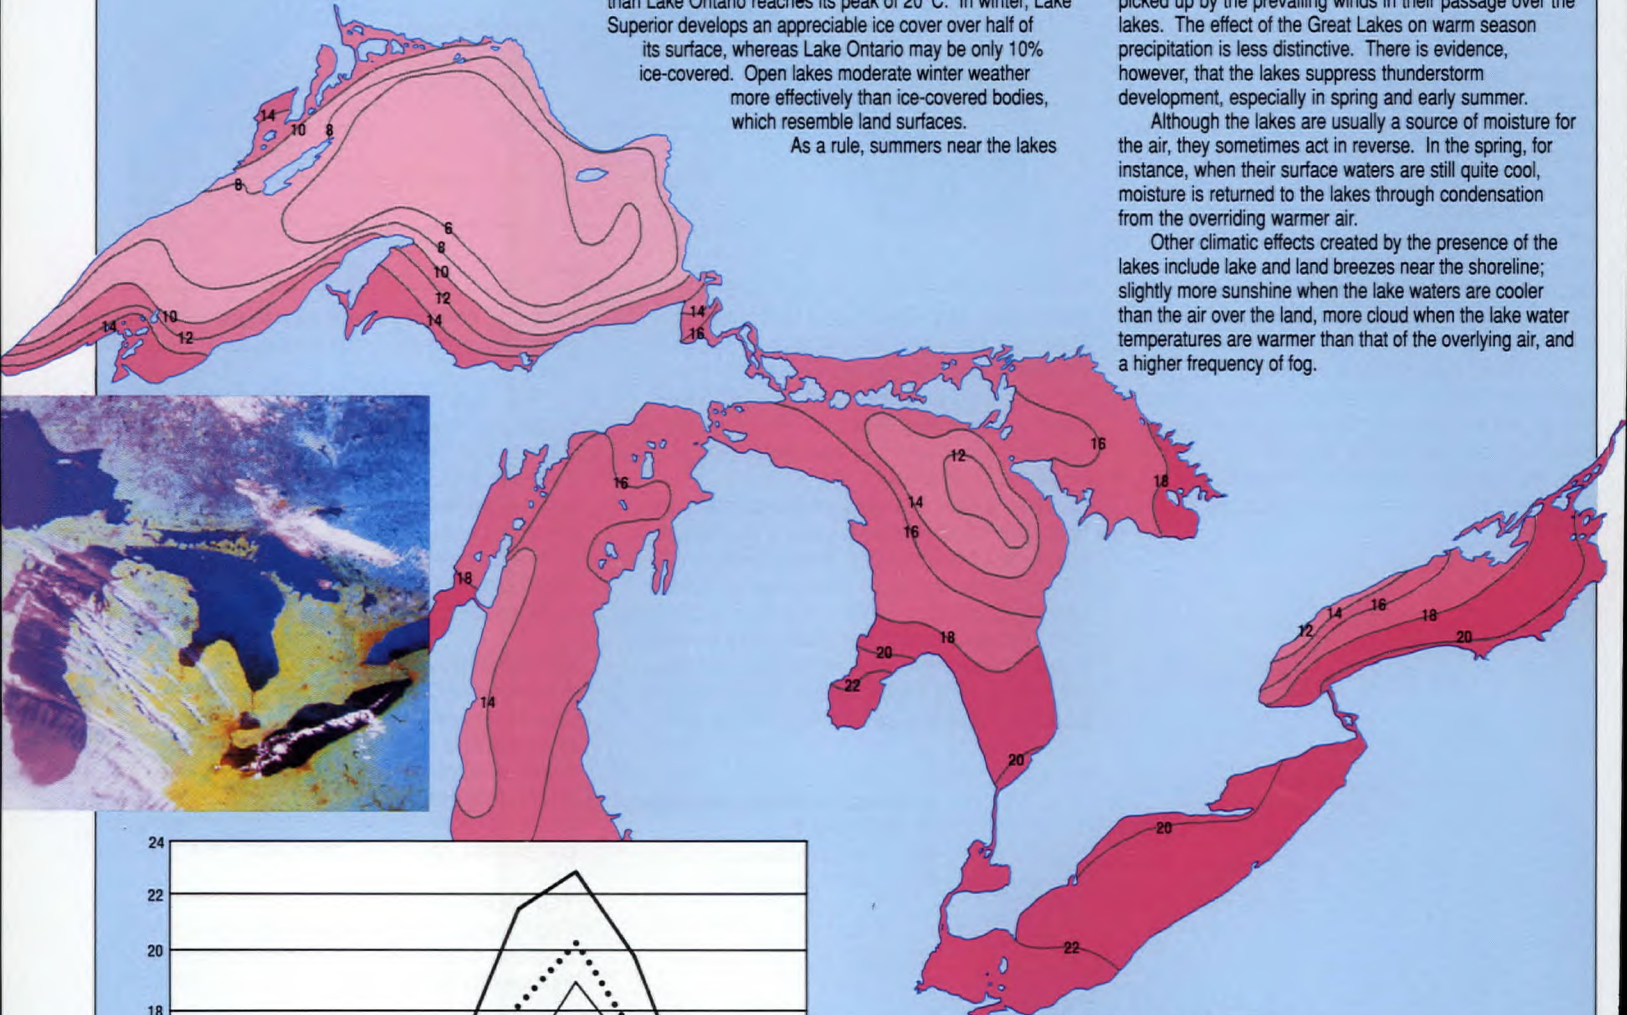 than Lake Ontario reaches its peak of 20°C. In winter, Lake
Superior develops an appreciable ice cover over half of
its surface, whereas Lake Ontario may be only 10%
ice-covered. Open lakes moderate winter weather
more effectively than ice-covered bodies,
which resemble land surfaces.
As a rule, summers near the lakes
picked up by the prevailing winds in their passage over the
lakes. The effect of the Great Lakes on warm season
precipitation is less distinctive. There is evidence,
however, that the lakes suppress thunderstorm
development, especially in spring and early summer.
Although the lakes are usually a source of moisture for
the air, they sometimes act in reverse. In the spring, for
instance, when their surface waters are still quite cool,
moisture is returned to the lakes through condensation
from the overriding warmer air.
Other climatic effects created by the presence of the
lakes include lake and land breezes near the shoreline;
slightly more sunshine when the lake waters are cooler
than the air over the land, more cloud when the lake water
temperatures are warmer than that of the overlying air, and
a higher frequency of fog.
14
10
8
8
6
8
10
12
14
14
10
12
14
16
16
18
14
12
14
16
16
18
18
20
22
20
12
14
16
18
20
20
22
24
22
20
18